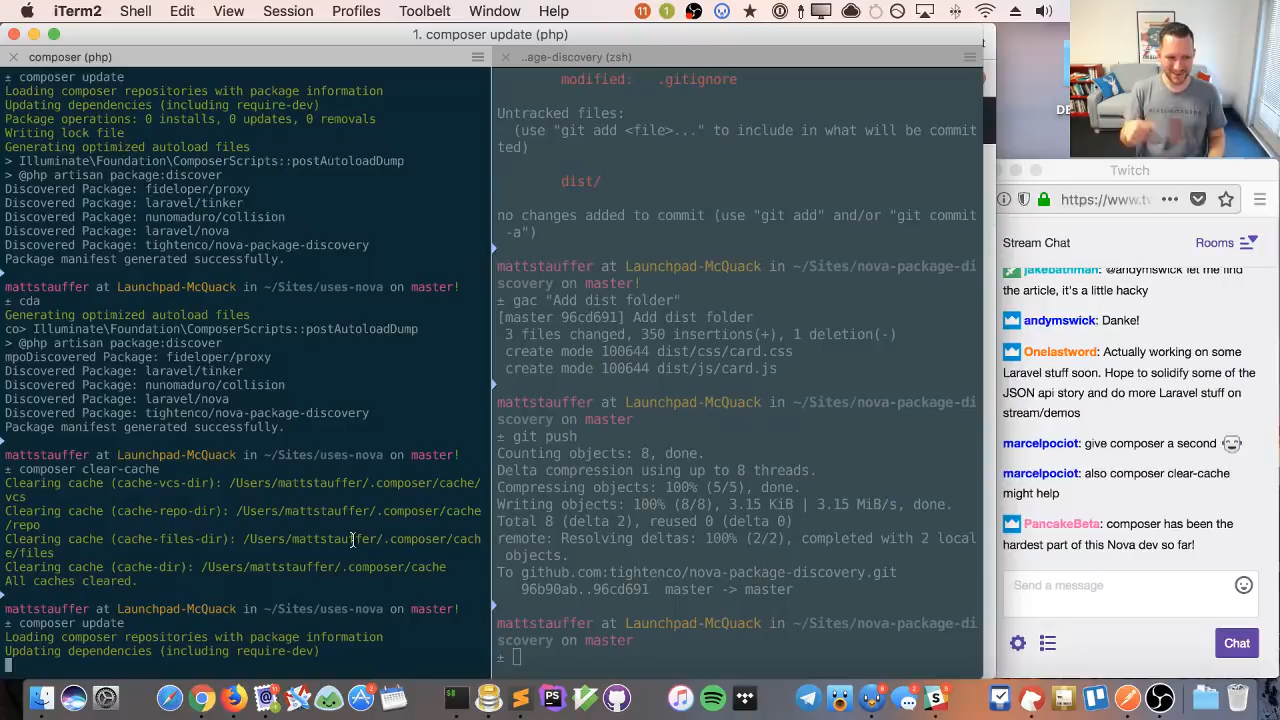 iTerm2 Shell Edit View Session Profiles Toolbelt Window Help
11 1
1. composer update (php)
composer (php)
..age-discovery (zsh)
± composer update
Loading composer repositories with package information
Updating dependencies (including require-dev)
Package operations: 0 installs, 0 updates, 0 removals
Writing lock file
Generating optimized autoload files
> Illuminate\Foundation\ComposerScripts::postAutoloadDump
> @php artisan package:discover
Discovered Package: fideloper/proxy
Discovered Package: laravel/tinker
Discovered Package: nunomaduro/collision
Discovered Package: laravel/nova
Discovered Package: tightenco/nova-package-discovery
Package manifest generated successfully.
mattstauffer at Launchpad-McQuack in ~/Sites/uses-nova on master!
± cda
Generating optimized autoload files
co> Illuminate\Foundation\ComposerScripts::postAutoloadDump
> @php artisan package:discover
mpoDiscovered Package: fideloper/proxy
Discovered Package: laravel/tinker
Discovered Package: nunomaduro/collision
Discovered Package: laravel/nova
Discovered Package: tightenco/nova-package-discovery
Package manifest generated successfully.
mattstauffer at Launchpad-McQuack in ~/Sites/uses-nova on master!
± composer clear-cache
Clearing cache (cache-vcs-dir): /Users/mattstauffer/.composer/cache/
vcs
Clearing cache (cache-repo-dir): /Users/mattstauffer/.composer/cache
/repo
Clearing cache (cache-files-dir): /Users/mattstauffer/.composer/cach
e/files
Clearing cache (cache-dir): /Users/mattstauffer/.composer/cache
All caches cleared.
mattstauffer at Launchpad-McQuack in ~/Sites/uses-nova on master!
± composer update
Loading composer repositories with package information
Updating dependencies (including require-dev)
modified: .gitignore
Untracked files:
(use "git add <file>..." to include in what will be commit
ted)
dist/
no changes added to commit (use "git add" and/or "git commit
-a")
mattstauffer at Launchpad-McQuack in ~/Sites/nova-package-di
scovery on master!
± gac "Add dist folder"
[master 96cd691] Add dist folder
3 files changed, 350 insertions(+), 1 deletion(-)
create mode 100644 dist/css/card.css
create mode 100644 dist/js/card.js
mattstauffer at Launchpad-McQuack in ~/Sites/nova-package-di
scovery on master
± git push
Counting objects: 8, done.
Delta compression using up to 8 threads.
Compressing objects: 100% (5/5), done.
Writing objects: 100% (8/8), 3.15 KiB | 3.15 MiB/s, done.
Total 8 (delta 2), reused 0 (delta 0)
remote: Resolving deltas: 100% (2/2), completed with 2 local
objects.
To github.com:tightenco/nova-package-discovery.git
96b90ab..96cd691 master -> master
mattstauffer at Launchpad-McQuack in ~/Sites/nova-package-di
scovery on master
±
DE
Twitch
https://www.tv
Stream Chat
Rooms
jakebathman: @andymswick let me find
the article, it's a little hacky
andymswick: Danke!
Onelastword: Actually working on some
Laravel stuff soon. Hope to solidify some of the
JSON api story and do more Laravel stuff on
stream/demos
marcelpociot: give composer a second
marcelpociot: also composer clear-cache
might help
PancakeBeta: composer has been the
hardest part of this Nova dev so far!
Send a message
Chat